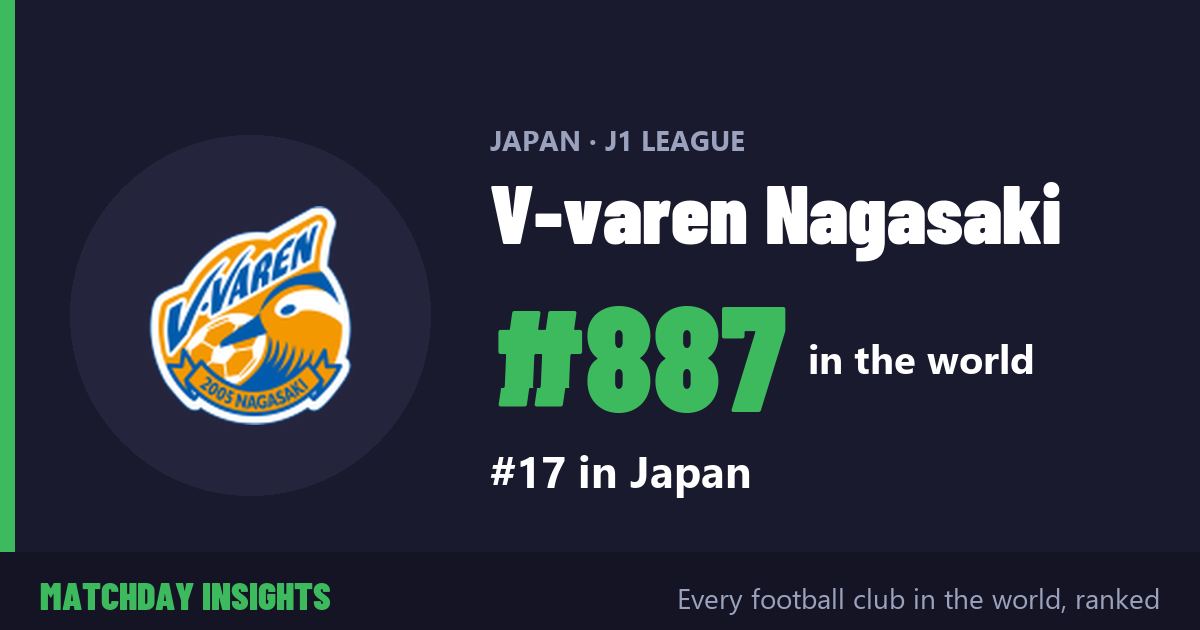 JAPAN · J1 LEAGUE
V-varen Nagasaki
V·VAREN
2005 NAGASAKI
#887 in the world
#17 in Japan
MATCHDAY INSIGHTS
Every football club in the world, ranked